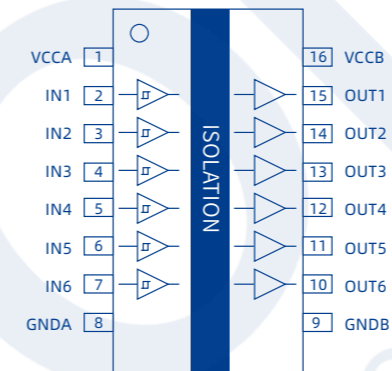 VCCA 1 16 VCCB
IN1 2 15 OUT1
IN2 3 14 OUT2
IN3 4 13 OUT3
IN4 5 12 OUT4
IN5 6 11 OUT5
IN6 7 10 OUT6
GNDA 8 9 GNDB
ISOLATION